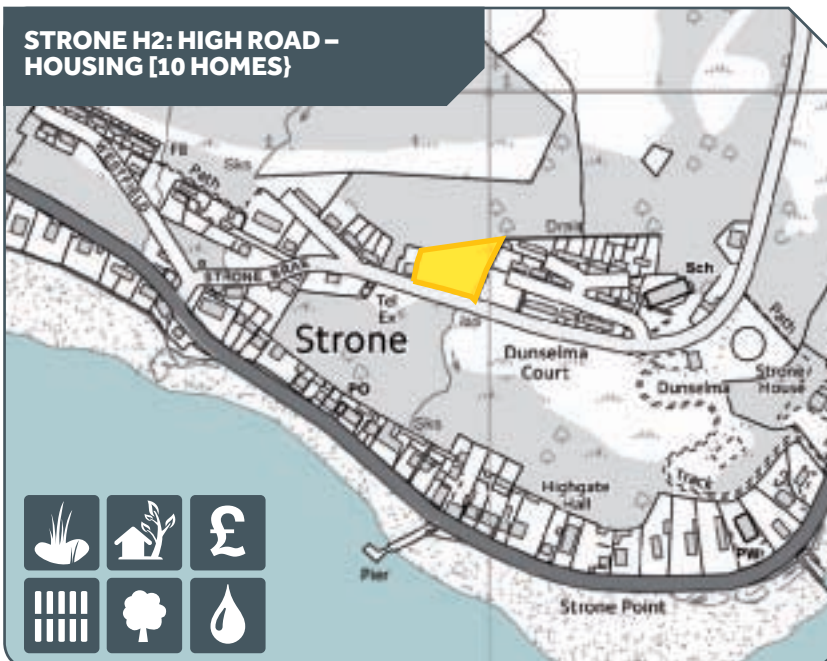 STRONE H2: HIGH ROAD –
HOUSING [10 HOMES}
FB
Sks
Path
WESTFIELD
STRONE BRAE
Drain
Sch
Tel
Ex
Strone
Path
Dunselma
Court
Dunselma
Strone
House
PO
Sks
Track
Highgate
Hall
PW
Pier
Strone Point
£